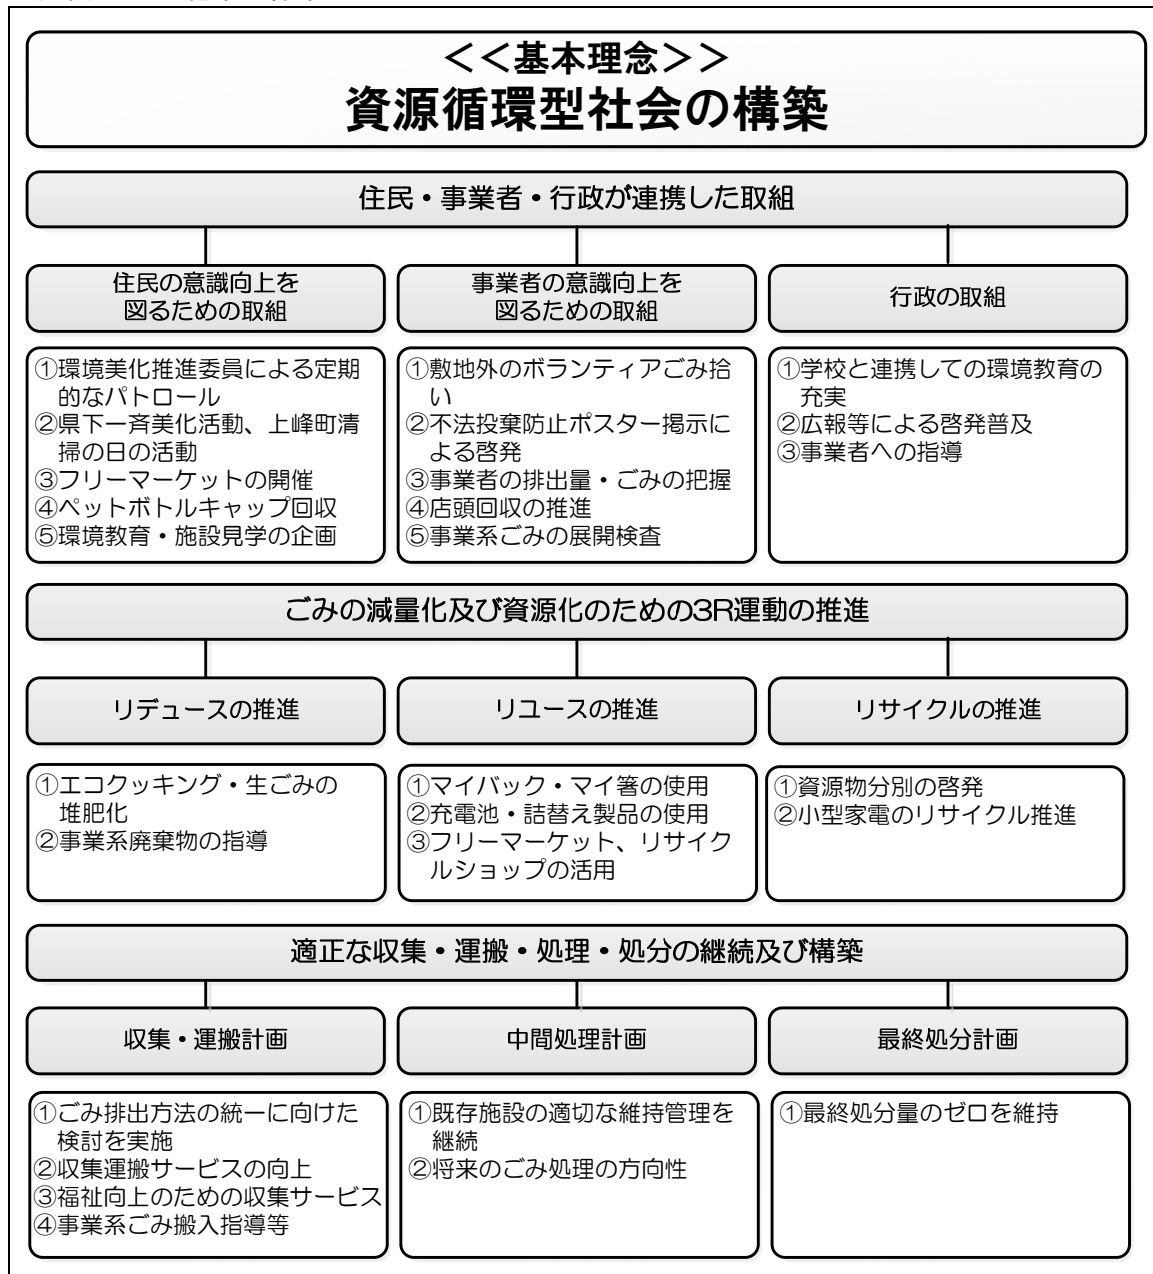 ＜＜基本理念＞＞
資源循環型社会の構築
住民・事業者・行政が連携した取組
住民の意識向上を
図るための取組
①環境美化推進委員による定期
的なパトロール
②県下一斉美化活動、上峰町清
掃の日の活動
③フリーマーケットの開催
④ペットボトルキャップ回収
⑤環境教育・施設見学の企画
事業者の意識向上を
図るための取組
①敷地外のボランティアごみ拾
い
②不法投棄防止ポスター掲示に
よる啓発
③事業者の排出量・ごみの把握
④店頭回収の推進
⑤事業系ごみの展開検査
行政の取組
①学校と連携しての環境教育の
充実
②広報等による啓発普及
③事業者への指導
ごみの減量化及び資源化のための3R運動の推進
リデュースの推進
①エコクッキング・生ごみの
堆肥化
②事業系廃棄物の指導
リユースの推進
①マイバック・マイ箸の使用
②充電池・詰替え製品の使用
③フリーマーケット、リサイク
ルショップの活用
リサイクルの推進
①資源物分別の啓発
②小型家電のリサイクル推進
適正な収集・運搬・処理・処分の継続及び構築
収集・運搬計画
①ごみ排出方法の統一に向けた
検討を実施
②収集運搬サービスの向上
③福祉向上のための収集サービス
④事業系ごみ搬入指導等
中間処理計画
①既存施設の適切な維持管理を
継続
②将来のごみ処理の方向性
最終処分計画
①最終処分量のゼロを維持